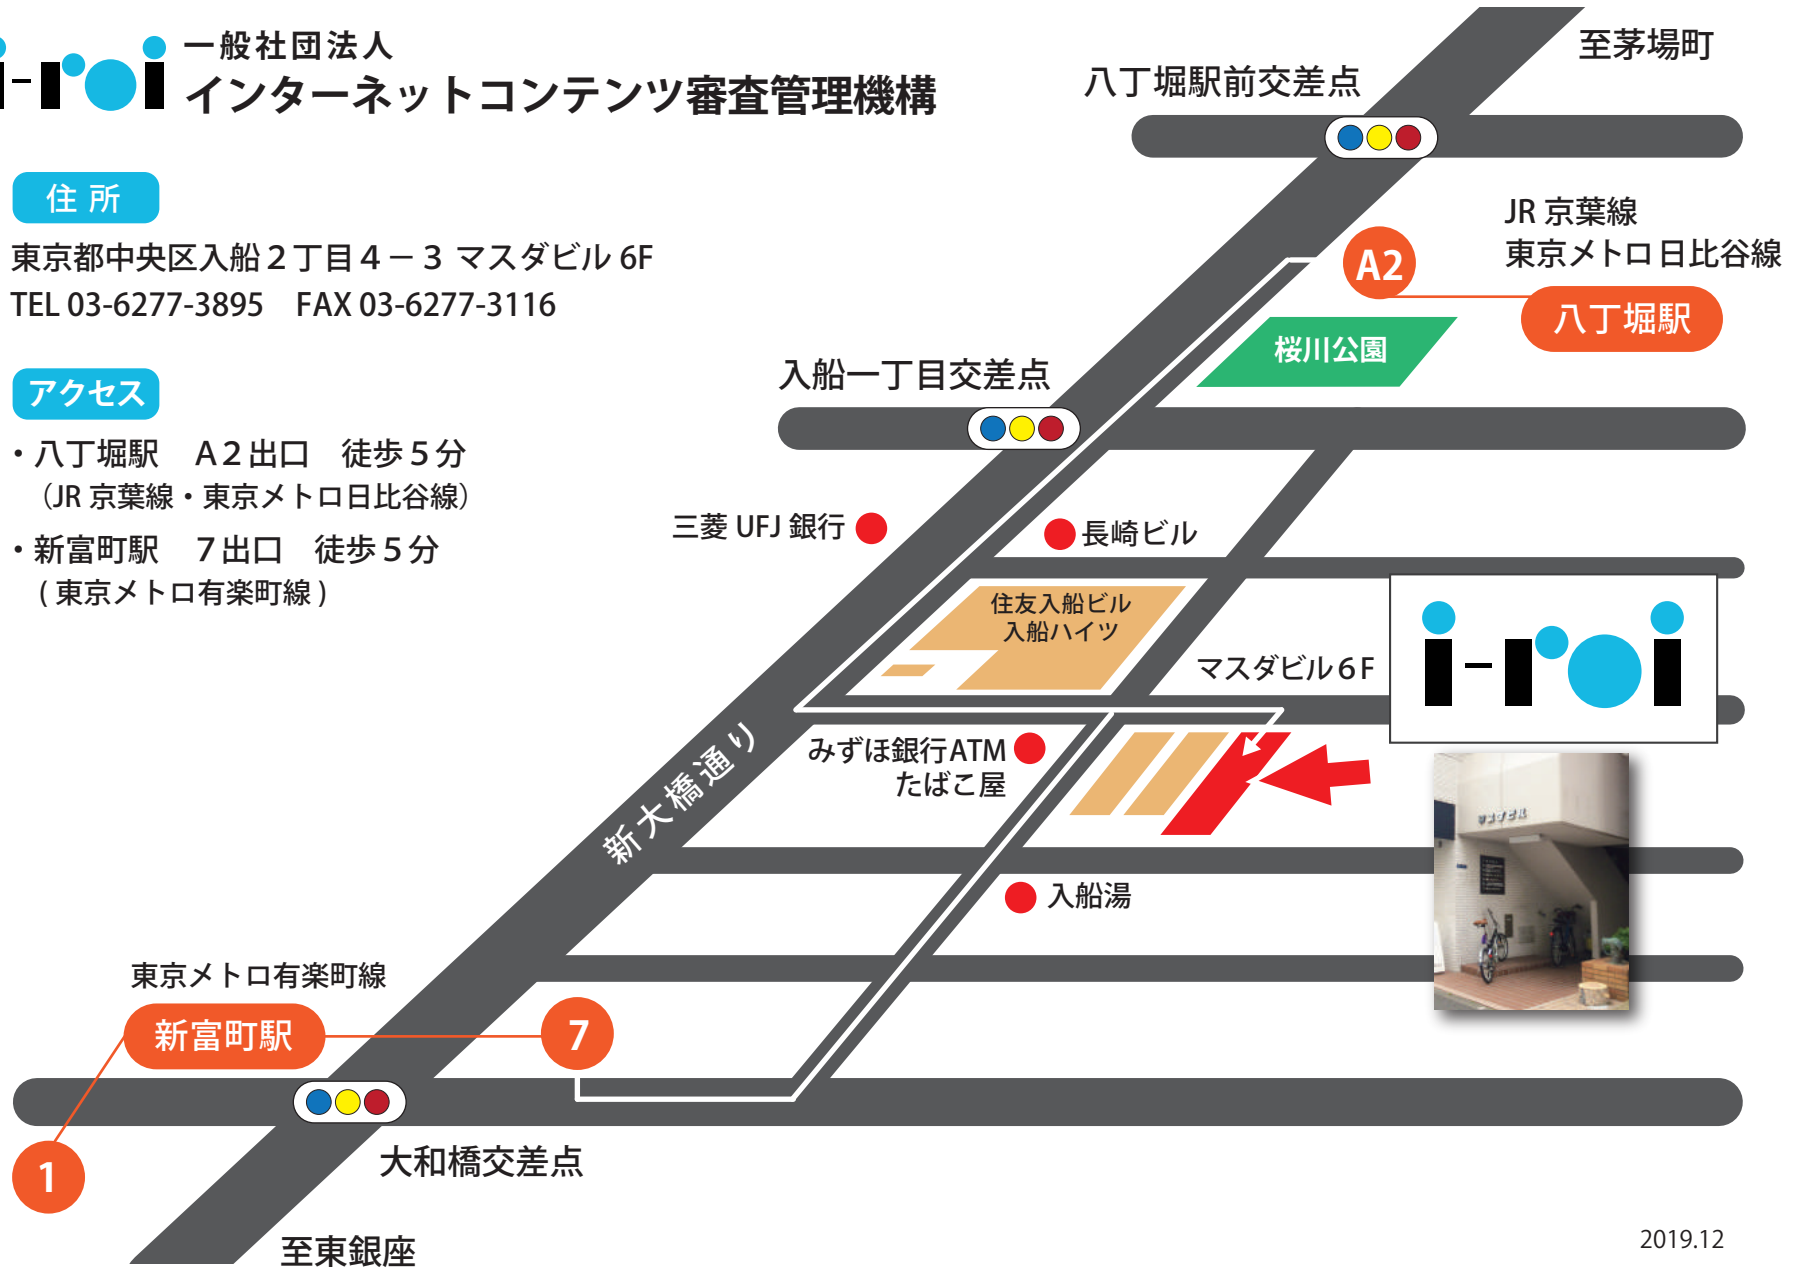 i-roi
一般社団法人
インターネットコンテンツ審査管理機構
住所
東京都中央区入船２丁目４－３ マスダビル 6F
TEL 03-6277-3895　FAX 03-6277-3116
アクセス
・八丁堀駅　A２出口　徒歩５分
（JR 京葉線・東京メトロ日比谷線）
・新富町駅　７出口　徒歩５分
( 東京メトロ有楽町線 )
至茅場町
八丁堀駅前交差点
JR 京葉線
東京メトロ日比谷線
A2
八丁堀駅
桜川公園
入船一丁目交差点
三菱 UFJ 銀行
長崎ビル
住友入船ビル
入船ハイツ
マスダビル６F
i-roi
新大橋通り
みずほ銀行ATM
たばこ屋
マスダビル
入船湯
東京メトロ有楽町線
新富町駅
7
1
大和橋交差点
至東銀座
2019.12